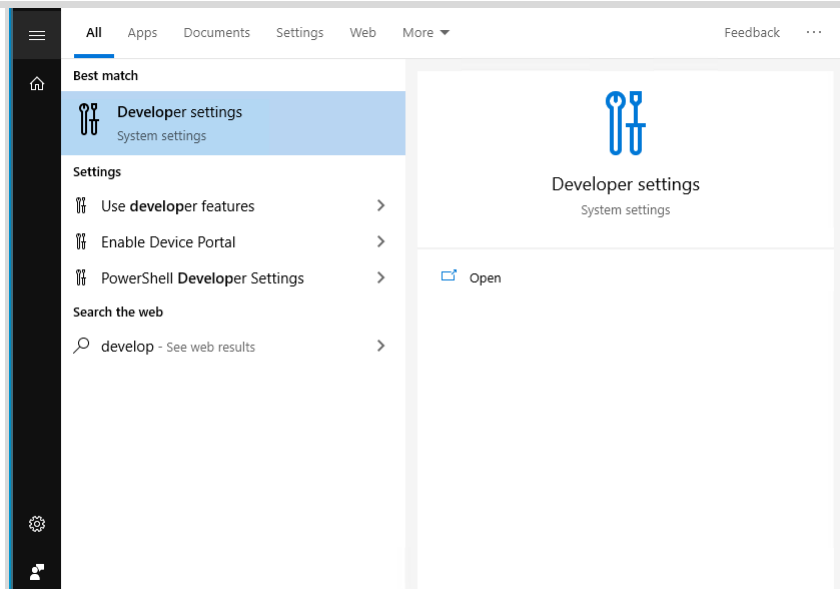 All Apps Documents Settings Web More Feedback ...
Best match
Developer settings
System settings
Settings
Use developer features
Enable Device Portal
PowerShell Developer Settings
Search the web
develop - See web results
Developer settings
System settings
Open